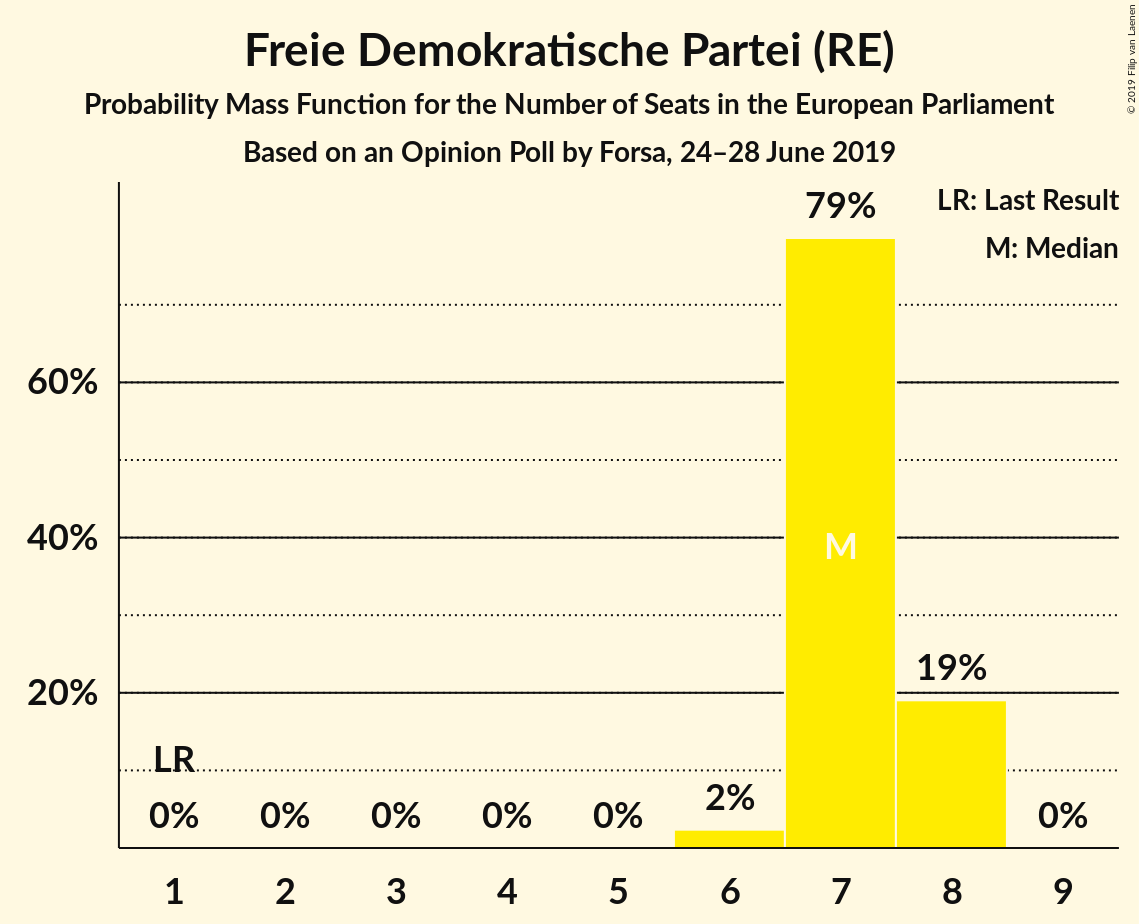 Freie Demokratische Partei (RE)
Probability Mass Function for the Number of Seats in the European Parliament
Based on an Opinion Poll by Forsa, 24–28 June 2019
© 2019 Filip van Laenen
LR: Last Result
M: Median
79%
60%
40%
M
20%
19%
LR
0%
0%
0%
0%
0%
2%
0%
1
2
3
4
5
6
7
8
9